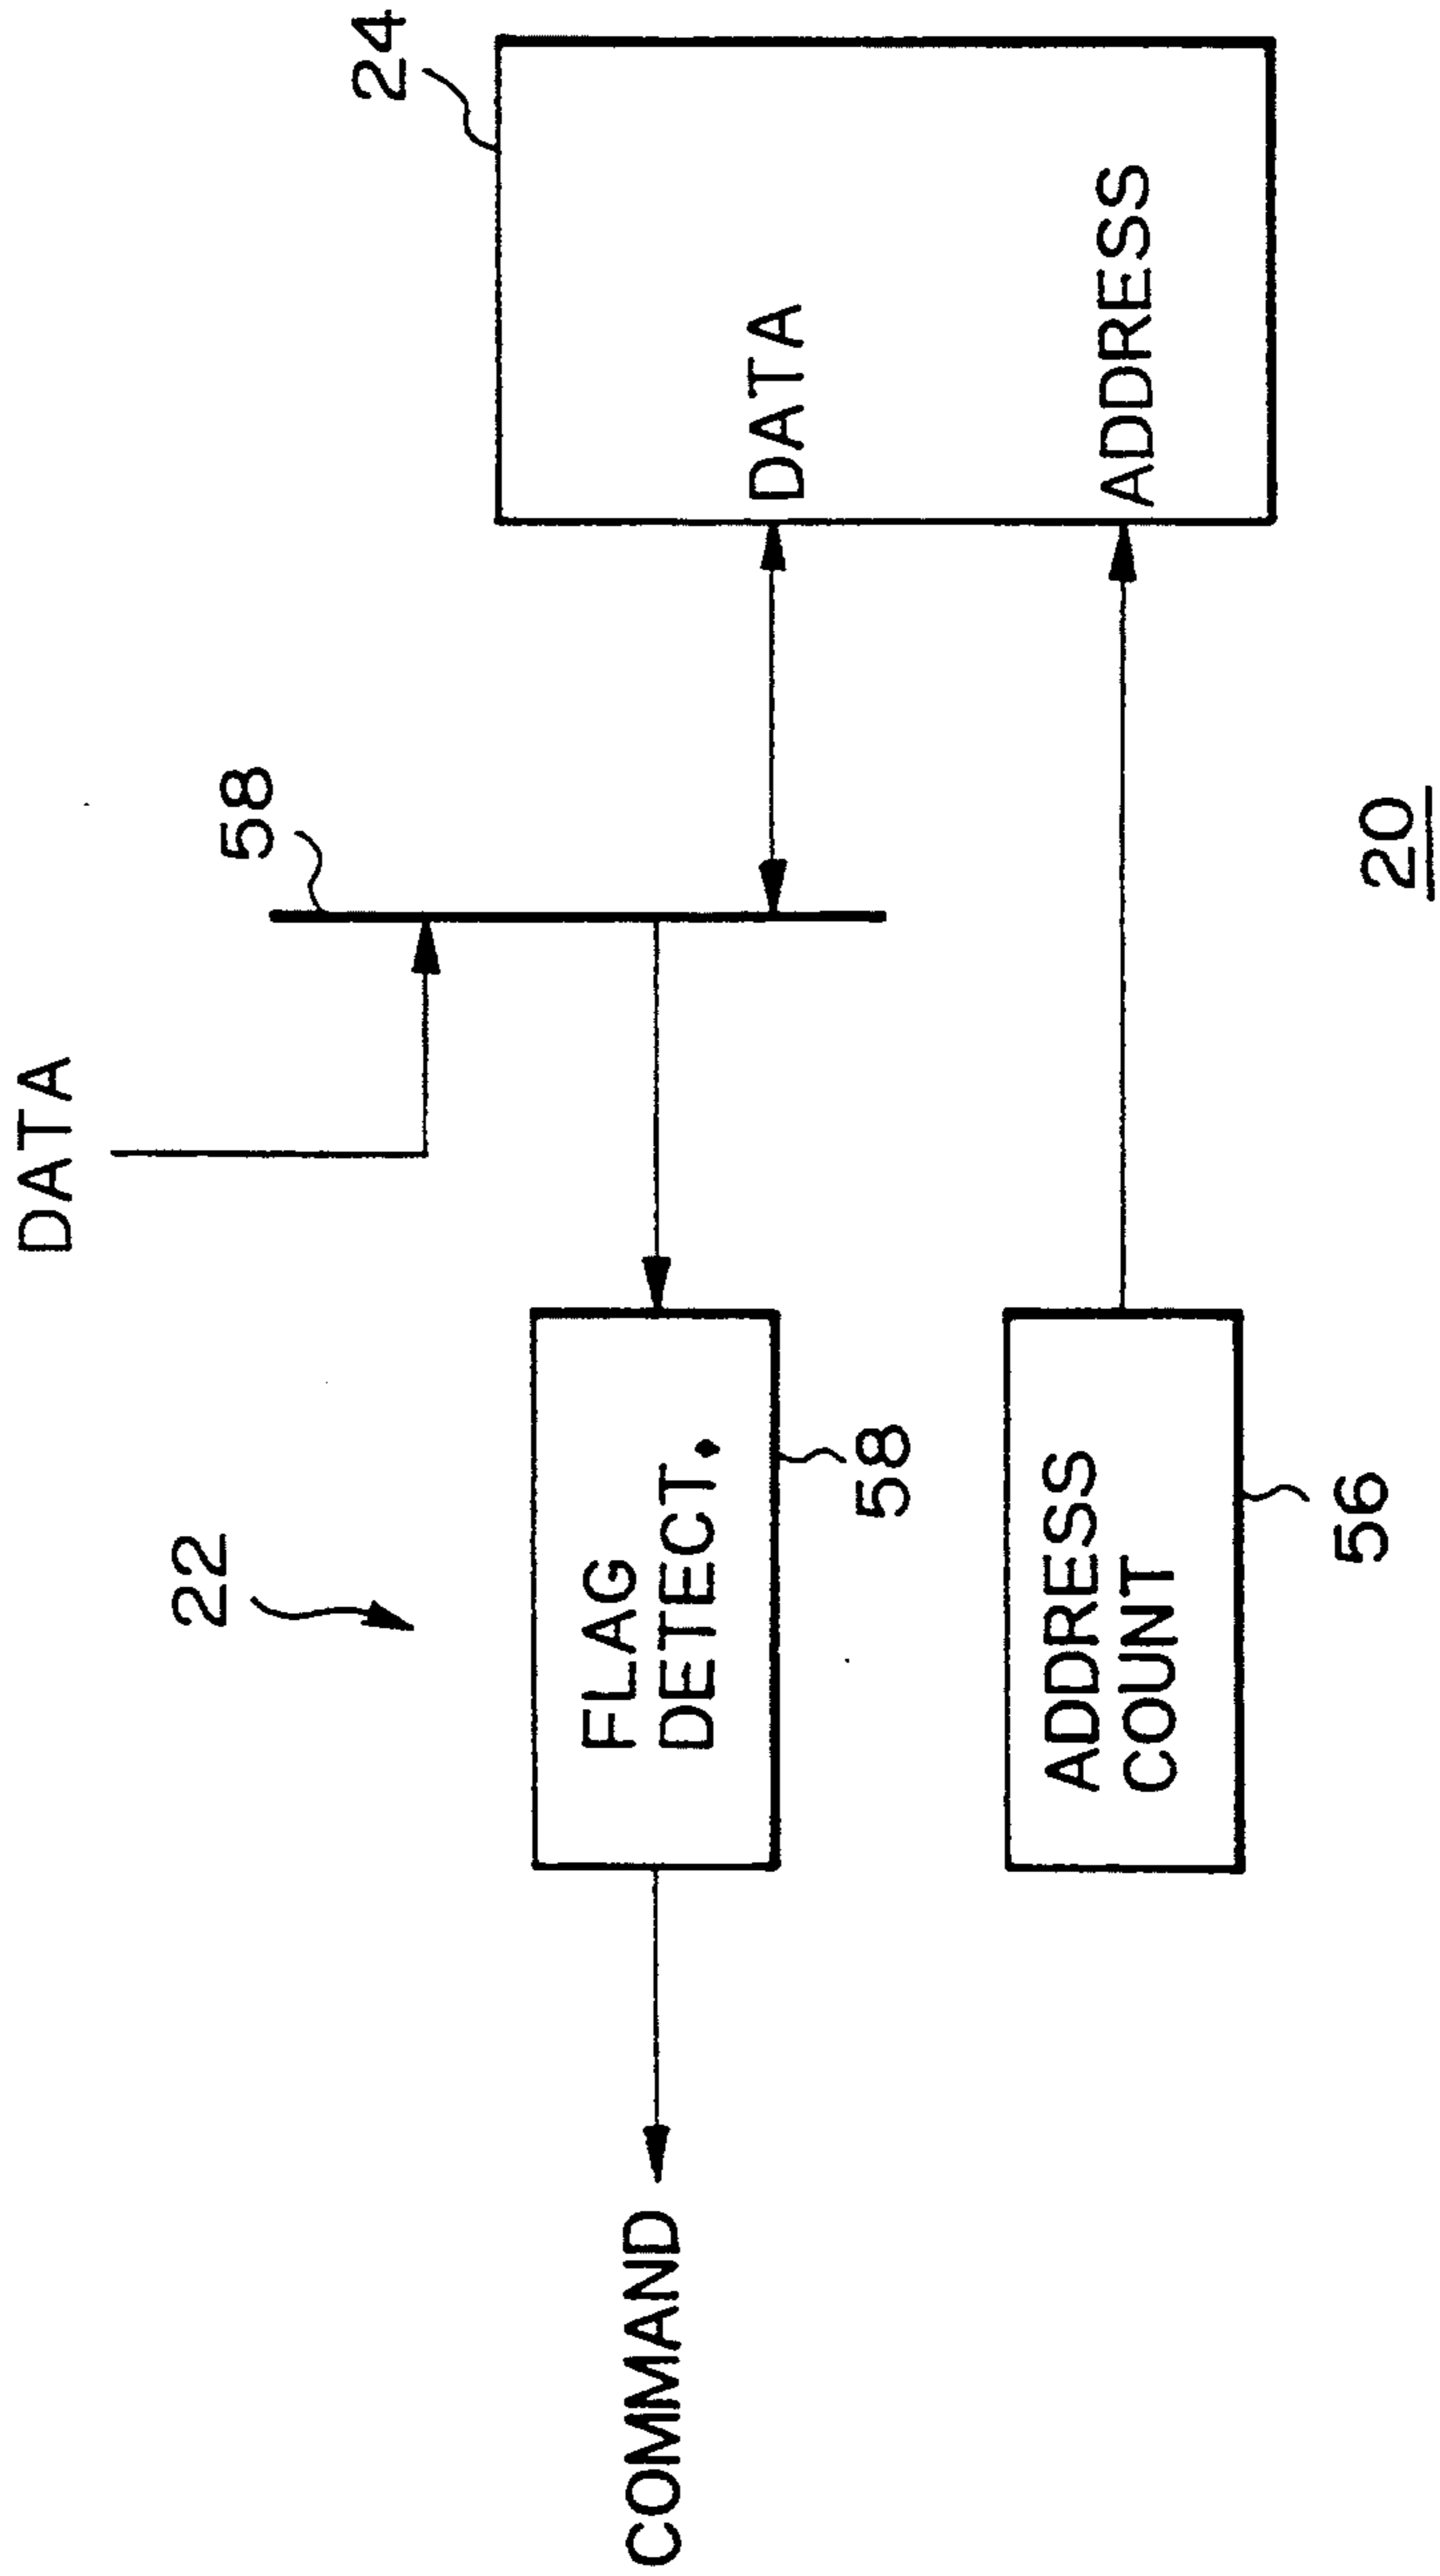 DATA
58
24
22
FLAG
DETECT.
58
DATA
COMMAND
ADDRESS
COUNT
56
ADDRESS
20